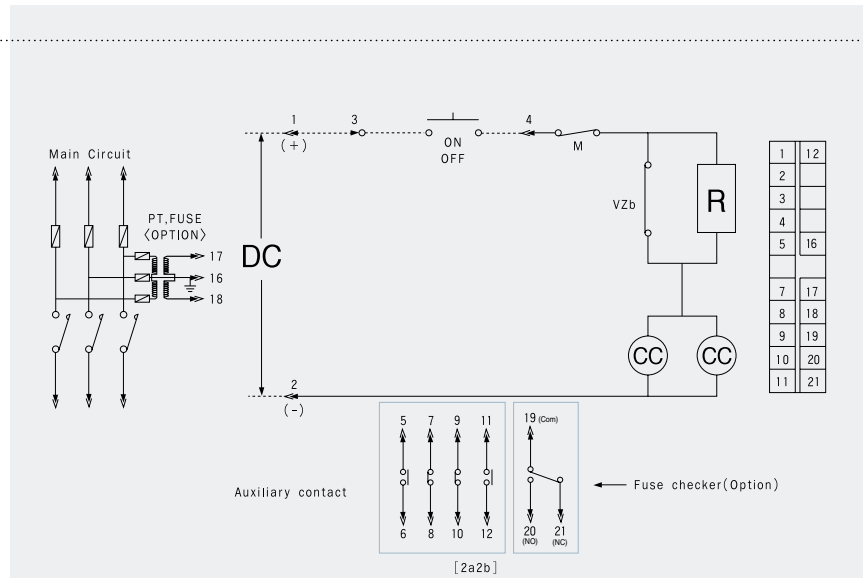 1
3
4
(+)
ON
OFF
M
Main Circuit
PT,FUSE
〈OPTION〉
17
16
18
DC
VZb
R
CC
CC
2
(-)
1 12
2
3
4
5 16
7 17
8 18
9 19
10 20
11 21
Auxiliary contact
5 7 9 11
6 8 10 12
[2a2b]
19 (Com)
20 21
(NO) (NC)
Fuse checker(Option)